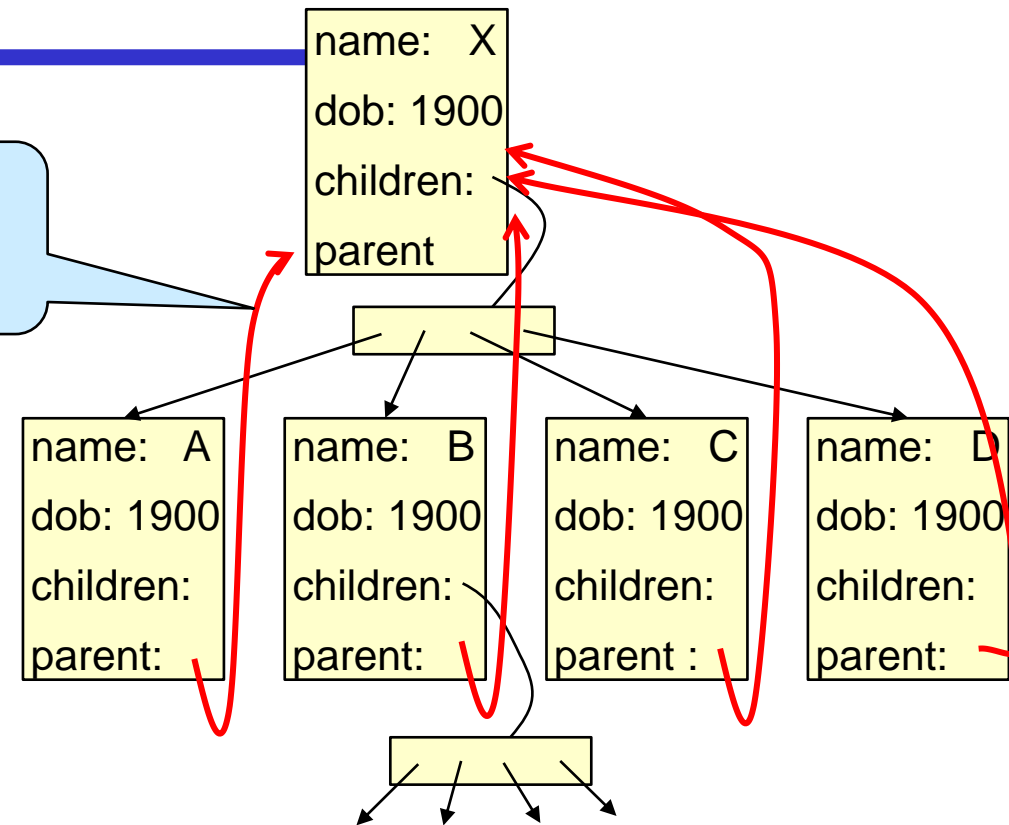 name: X
dob: 1900
children:
parent
name: A
dob: 1900
children:
parent:
name: B
dob: 1900
children:
parent:
name: C
dob: 1900
children:
parent :
name: D
dob: 1900
children:
parent: